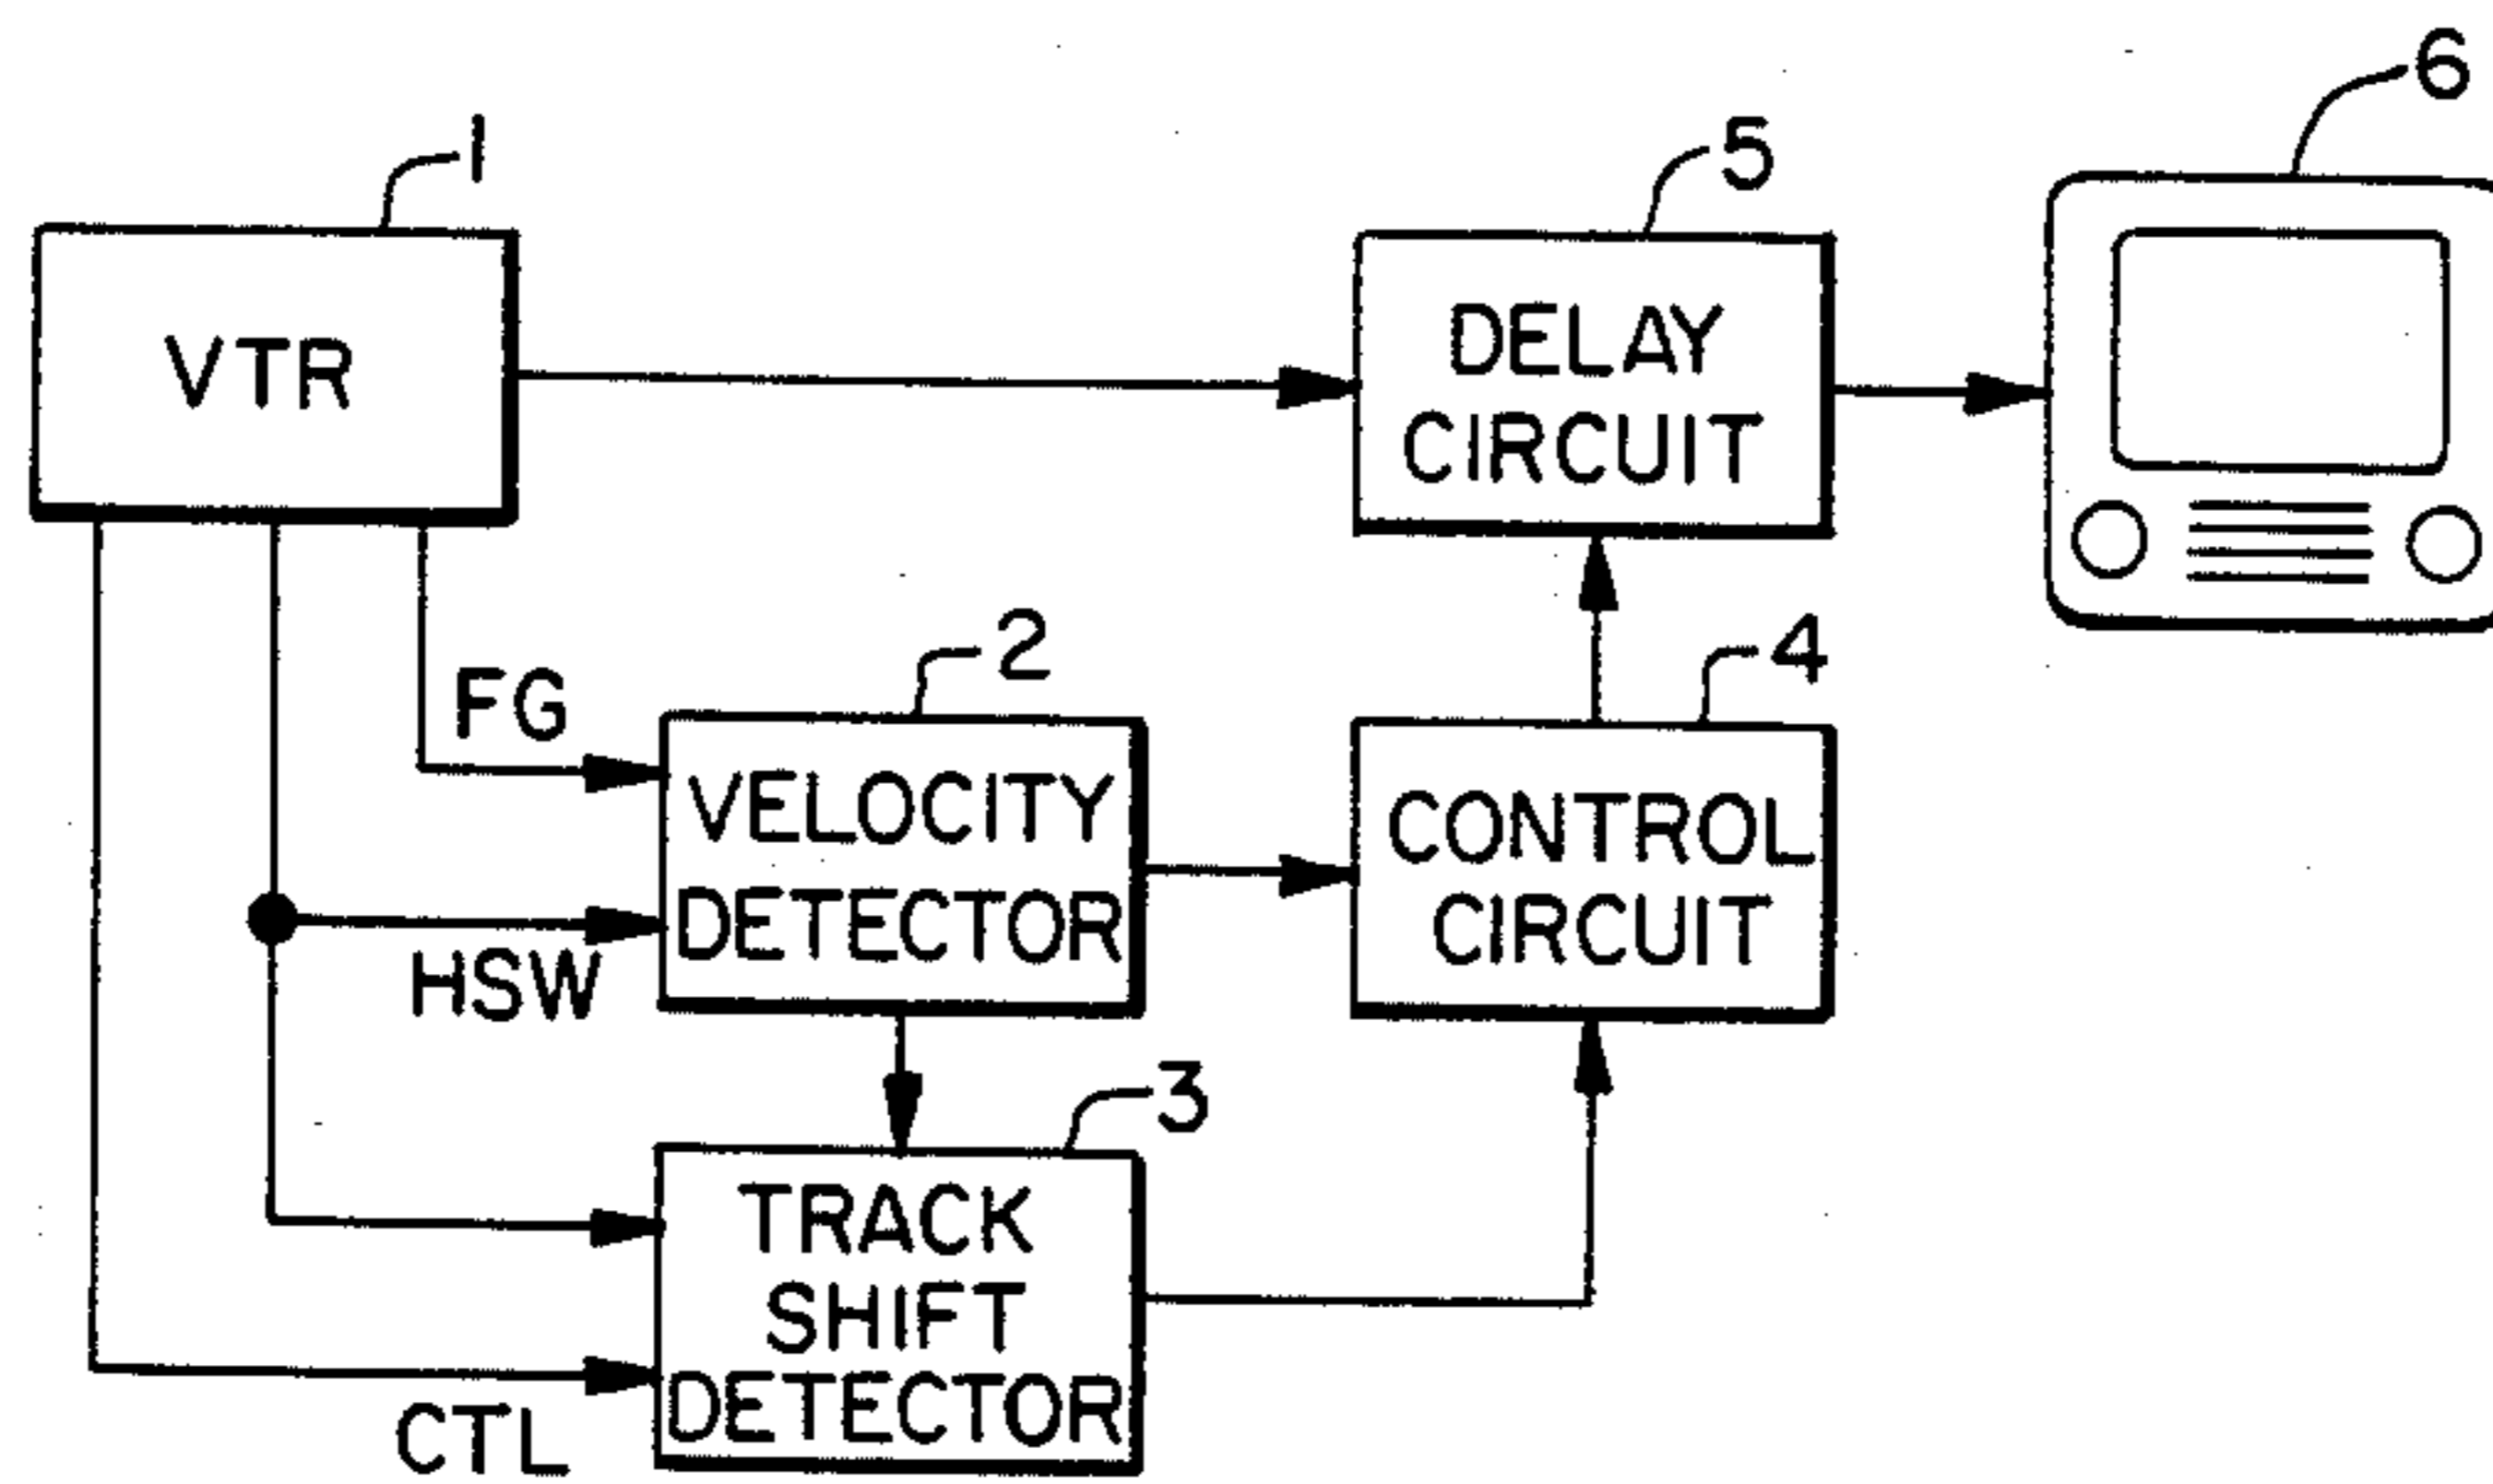 1
VTR
5
DELAY
CIRCUIT
6
FG
2
VELOCITY
DETECTOR
HSW
4
CONTROL
CIRCUIT
3
TRACK
SHIFT
DETECTOR
CTL